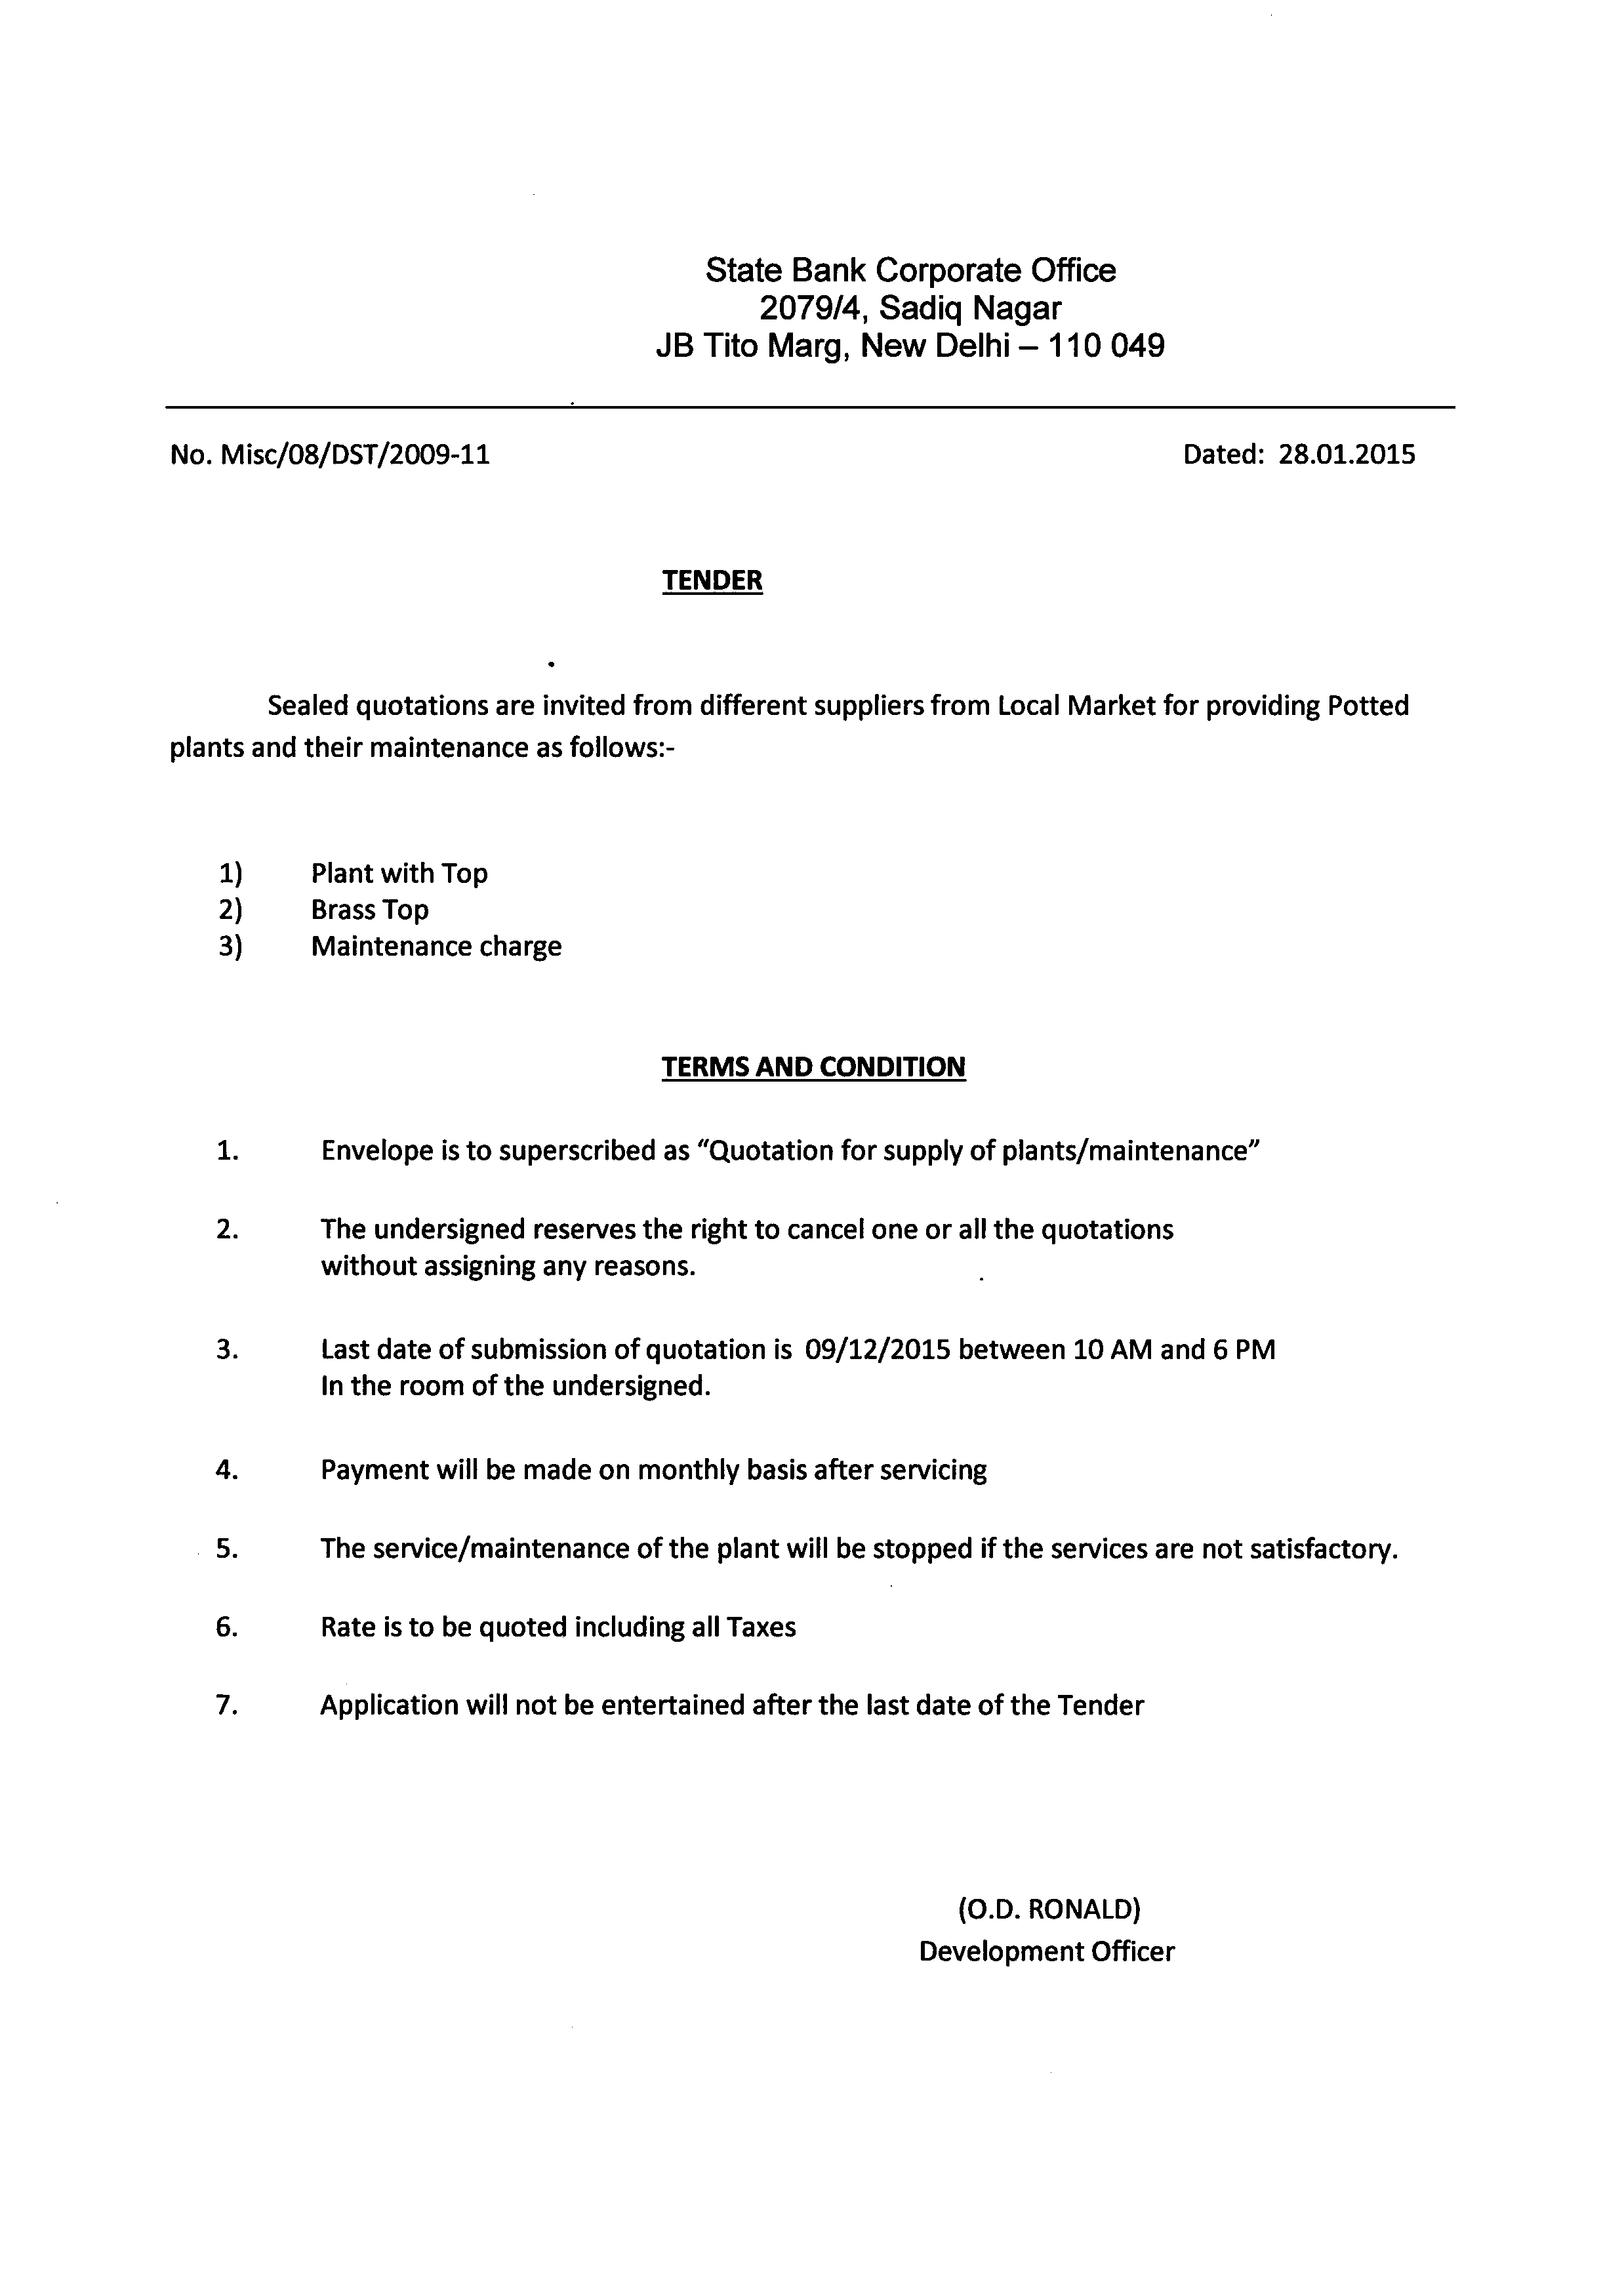 State Bank Corporate Office
2079/4, Sadiq Nagar
JB Tito Marg, New Delhi – 110 049
No. Misc/08/DST/2009-11 Dated: 28.01.2015
TENDER
Sealed quotations are invited from different suppliers from Local Market for providing Potted
plants and their maintenance as follows:-
1) Plant with Top
2) Brass Top
3) Maintenance charge
TERMS AND CONDITION
1. Envelope is to superscribed as “Quotation for supply of plants/maintenance”
2. The undersigned reserves the right to cancel one or all the quotations
without assigning any reasons.
3. Last date of submission of quotation is 09/12/2015 between 10 AM and 6 PM
In the room of the undersigned.
4. Payment will be made on monthly basis after servicing
5. The service/maintenance of the plant will be stopped if the services are not satisfactory.
6. Rate is to be quoted including all Taxes
7. Application will not be entertained after the last date of the Tender
(O.D. RONALD)
Development Officer